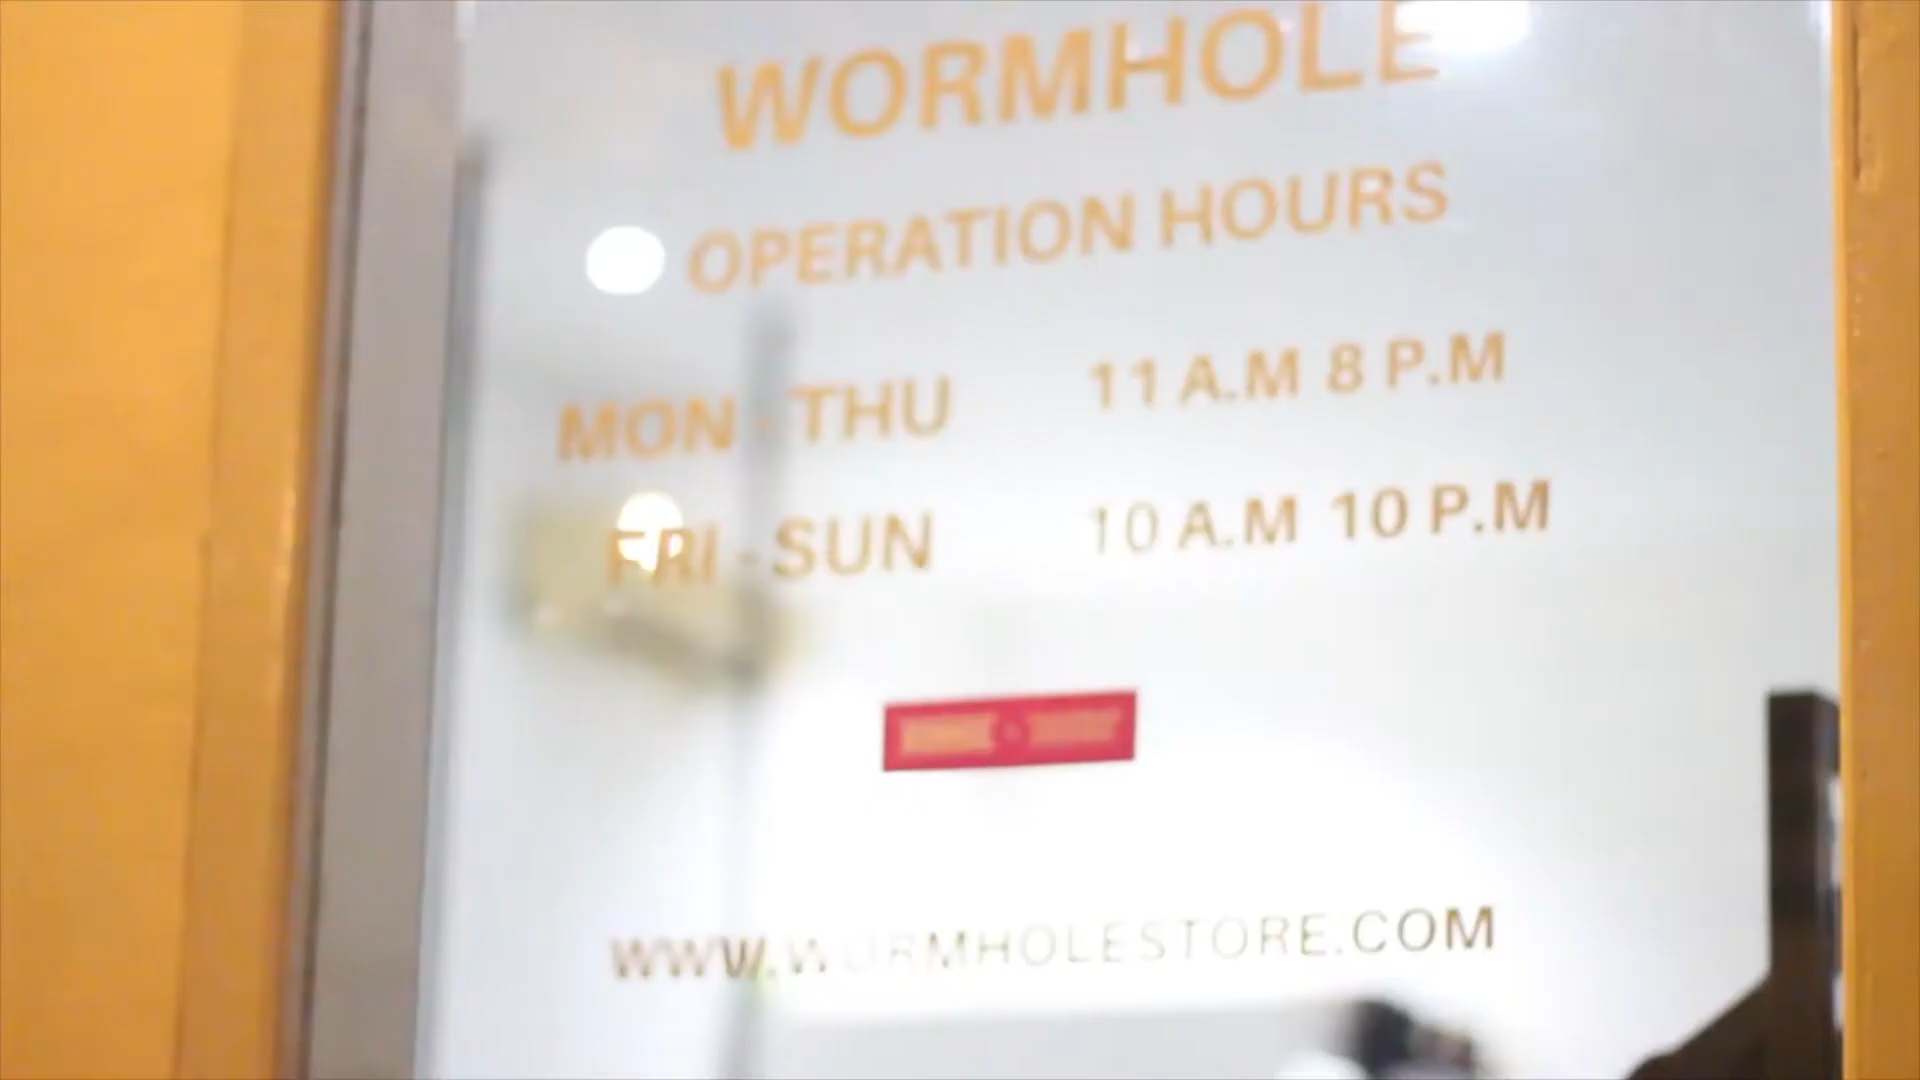 WORMHOLE
OPERATION HOURS
MON - THU 11 A.M 8 P.M
FRI - SUN 10 A.M 10 P.M
WWW.WORMHOLESTORE.COM